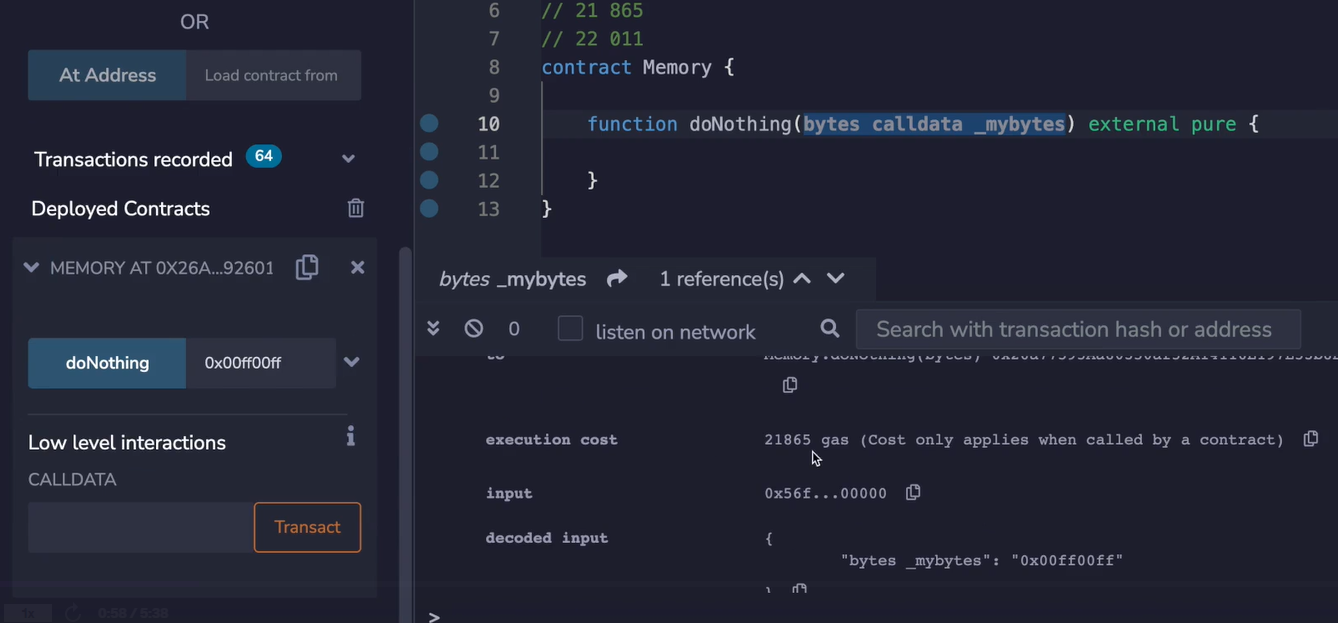 OR
At Address
Load contract from
Transactions recorded 64
Deployed Contracts
MEMORY AT 0X26A...92601
doNothing
0x00ff00ff
Low level interactions
i
CALLDATA
Transact
0:58 / 5:38
6 // 21 865
7 // 22 011
8 contract Memory {
9
10 function doNothing(bytes calldata _mybytes) external pure {
11
12 }
13 }
bytes _mybytes 1 reference(s)
0 listen on network
Search with transaction hash or address
to
execution cost 21865 gas (Cost only applies when called by a contract)
input 0x56f...00000
decoded input {
"bytes _mybytes": "0x00ff00ff"
}
>